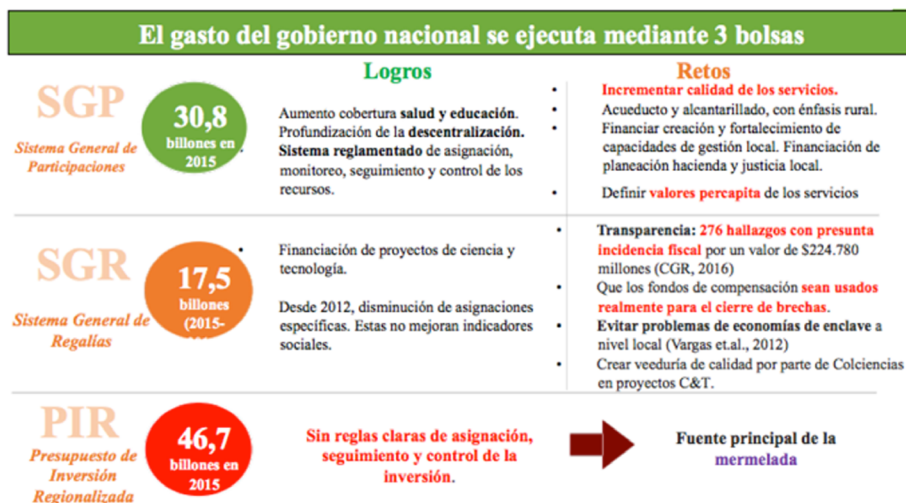 El gasto del gobierno nacional se ejecuta mediante 3 bolsas
Logros
Retos
SGP
Sistema General de
Participaciones
30,8
billones en
2015
Aumento cobertura salud y educación.
Profundización de la descentralización.
Sistema reglamentado de asignación,
monitoreo, seguimiento y control de los
recursos.
• Incrementar calidad de los servicios.
• Acueducto y alcantarillado, con énfasis rural.
• Financiar creación y fortalecimiento de
capacidades de gestión local. Financiación de
planeación hacienda y justicia local.
• Definir valores percapita de los servicios
SGR
Sistema General de
Regalías
17,5
billones
(2015-
• Financiación de proyectos de ciencia y
tecnología.
Desde 2012, disminución de asignaciones
específicas. Estas no mejoran indicadores
sociales.
• Transparencia: 276 hallazgos con presunta
incidencia fiscal por un valor de $224.780
millones (CGR, 2016)
• Que los fondos de compensación sean usados
realmente para el cierre de brechas.
• Evitar problemas de economías de enclave a
nivel local (Vargas et.al., 2012)
• Crear veeduría de calidad por parte de Colciencias
en proyectos C&T.
PIR
Presupuesto de
Inversión
Regionalizada
46,7
billones en
2015
Sin reglas claras de asignación,
seguimiento y control de la
inversión.
Fuente principal de la
mermelada